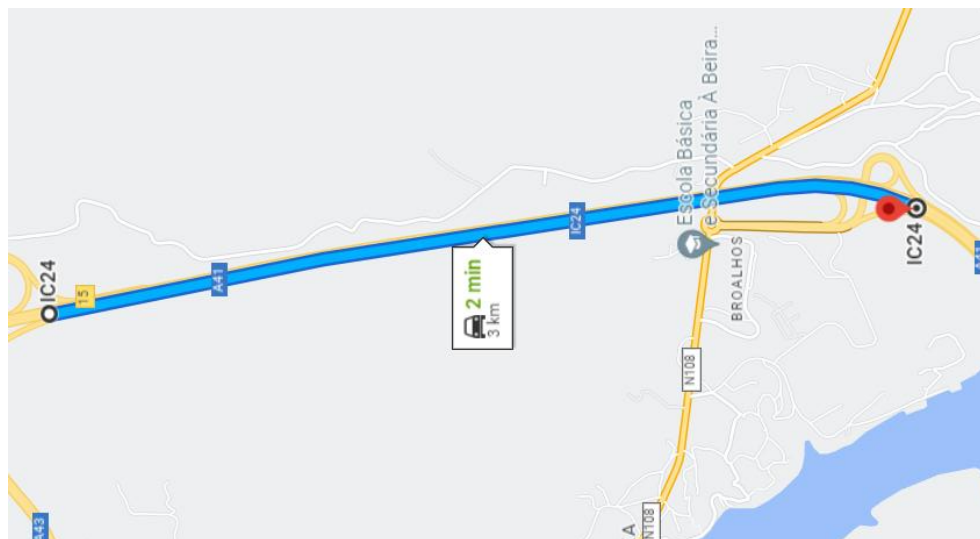 IC24
15
A41
2 min
3 km
IC24
Escola Básica
e Secundária À Beira...
BROALHOS
N108
IC24
N108
A
A43